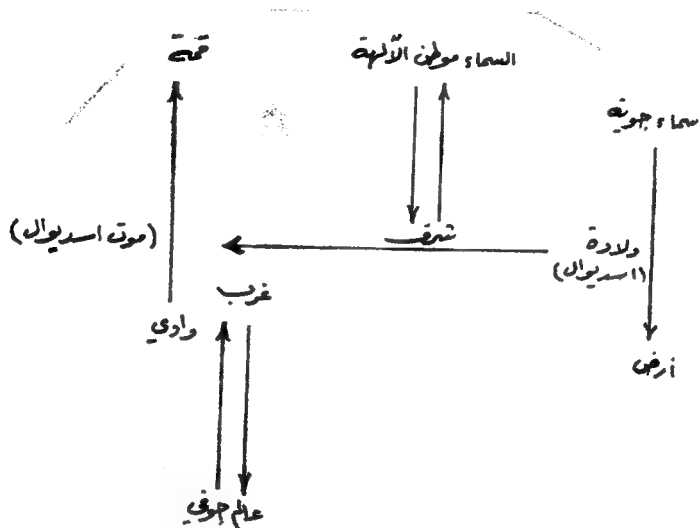 قمة
السماء موطن الآلهة
سماء جوية
(موت اسديوال)
شرق
ولادة
(اسديوال)
غرب
وادي
أرض
عالم جوفي